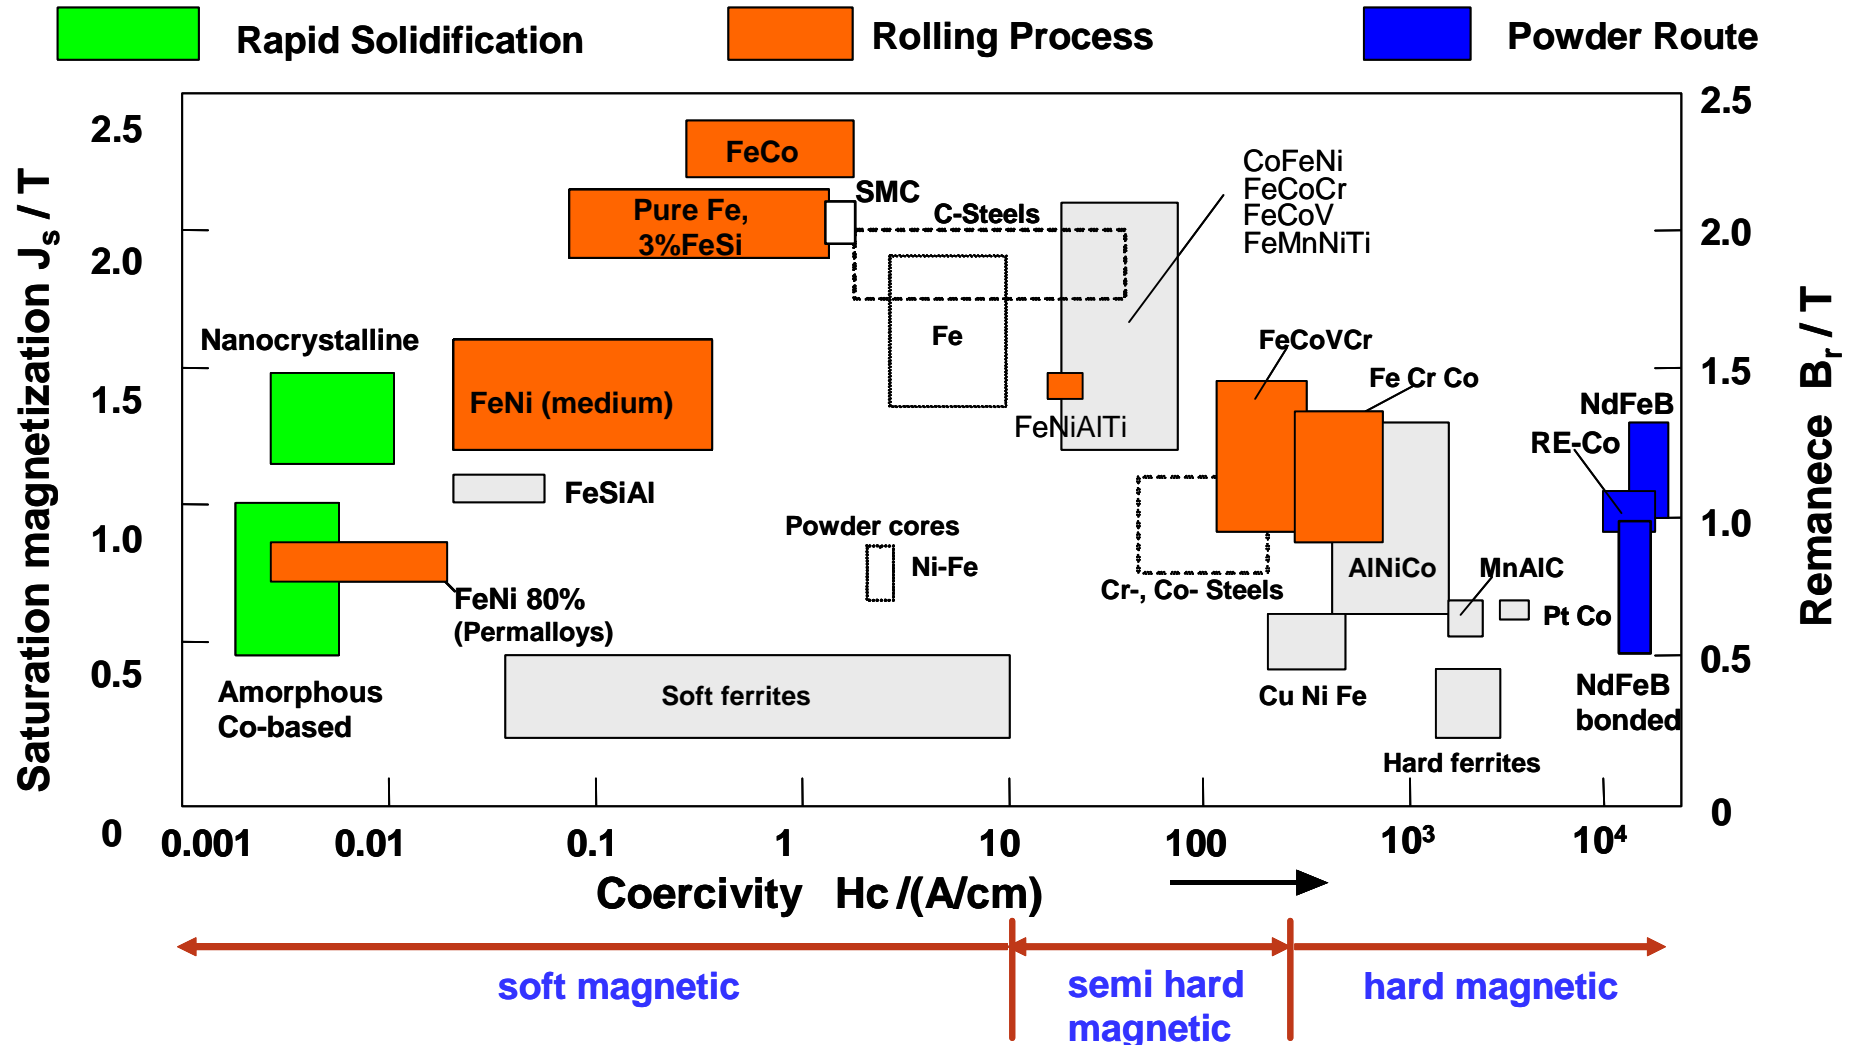 Rapid Solidification
Rolling Process
Powder Route
Saturation magnetization Js / T
2.5
2.0
1.5
1.0
0.5
0
2.5
2.0
1.5
1.0
0.5
0
Remanece Br / T
FeCo
Pure Fe,
3%FeSi
SMC
C-Steels
CoFeNi
FeCoCr
FeCoV
FeMnNiTi
Nanocrystalline
FeNi (medium)
Fe
FeNiAlTi
FeCoVCr
Fe Cr Co
NdFeB
RE-Co
FeSiAl
Powder cores
Ni-Fe
Cr-, Co- Steels
AlNiCo
MnAlC
Pt Co
FeNi 80%
(Permalloys)
Amorphous
Co-based
Soft ferrites
Cu Ni Fe
NdFeB
bonded
Hard ferrites
0.001
0.01
0.1
1
10
100
10³
10⁴
Coercivity Hc /(A/cm)
soft magnetic
semi hard
magnetic
hard magnetic